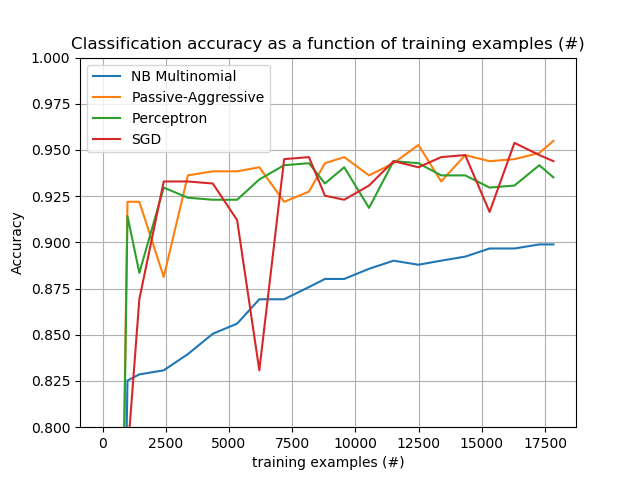 Classification accuracy as a function of training examples (#)
1.000
0.975
0.950
0.925
0.900
0.875
0.850
0.825
0.800
Accuracy
NB Multinomial
Passive-Aggressive
Perceptron
SGD
0 2500 5000 7500 10000 12500 15000 17500
training examples (#)